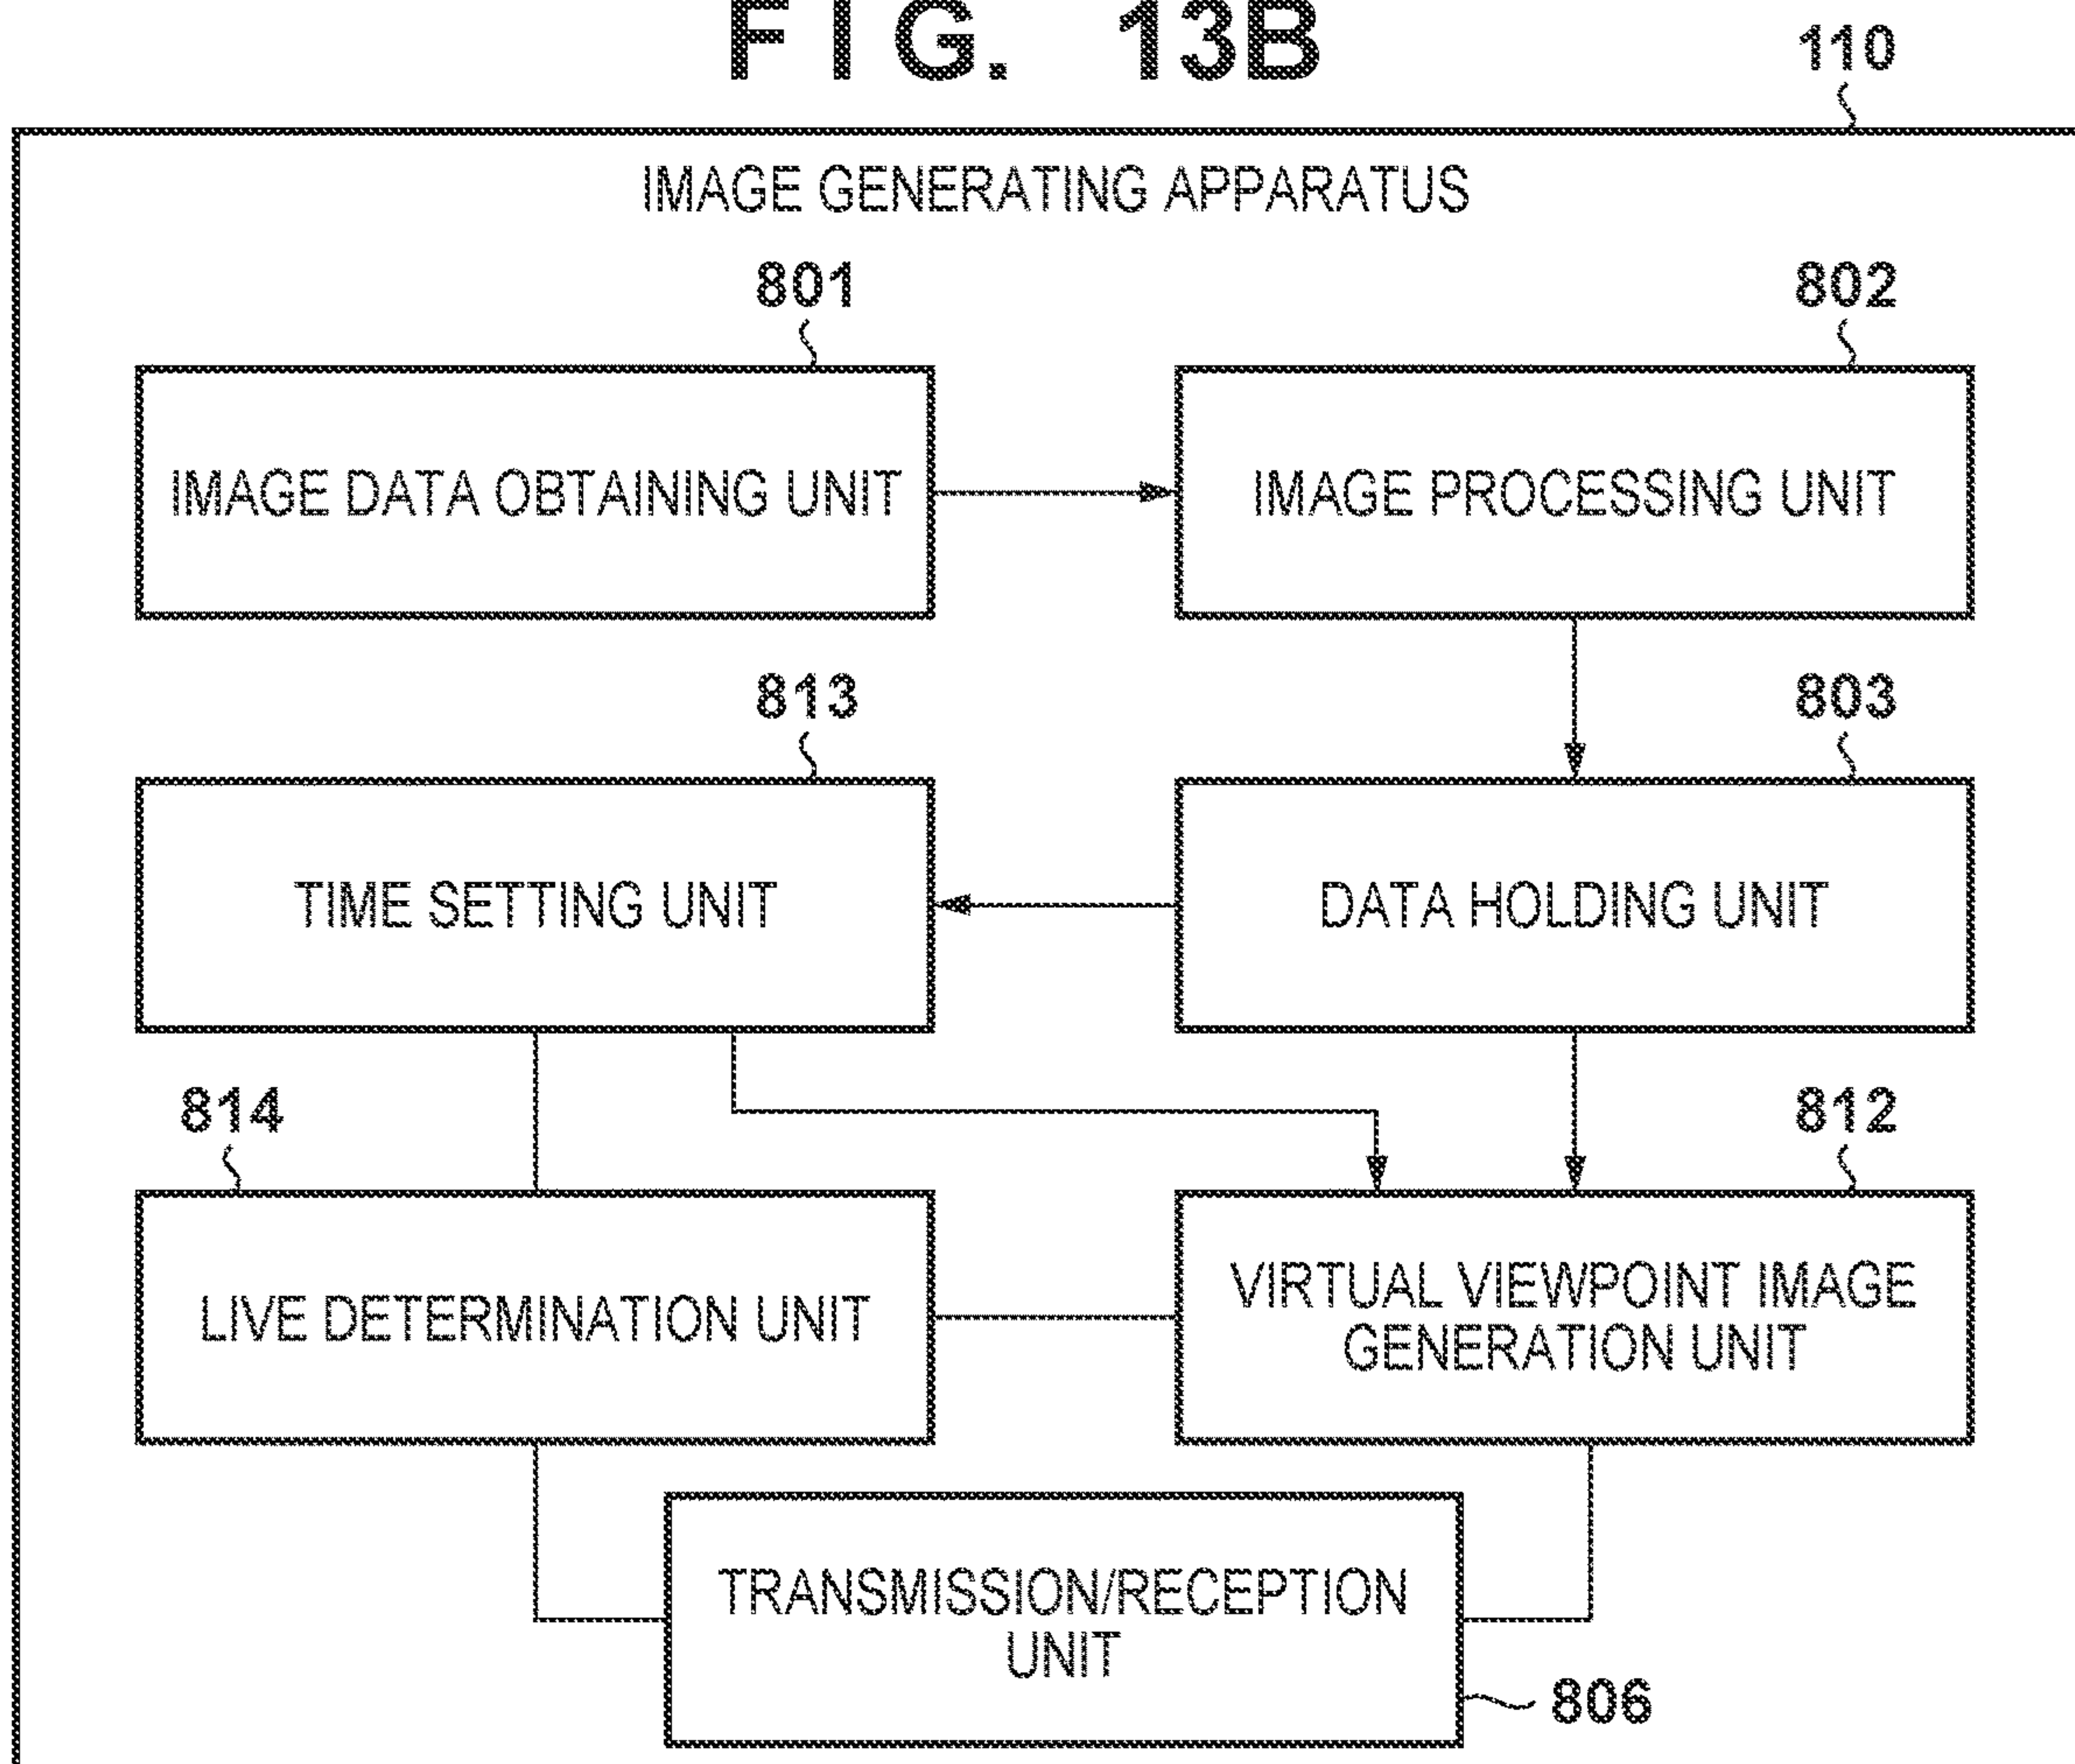 FIG. 13B
110
IMAGE GENERATING APPARATUS
801
802
IMAGE DATA OBTAINING UNIT
IMAGE PROCESSING UNIT
813
803
TIME SETTING UNIT
DATA HOLDING UNIT
814
812
LIVE DETERMINATION UNIT
VIRTUAL VIEWPOINT IMAGE
GENERATION UNIT
TRANSMISSION/RECEPTION
UNIT
806